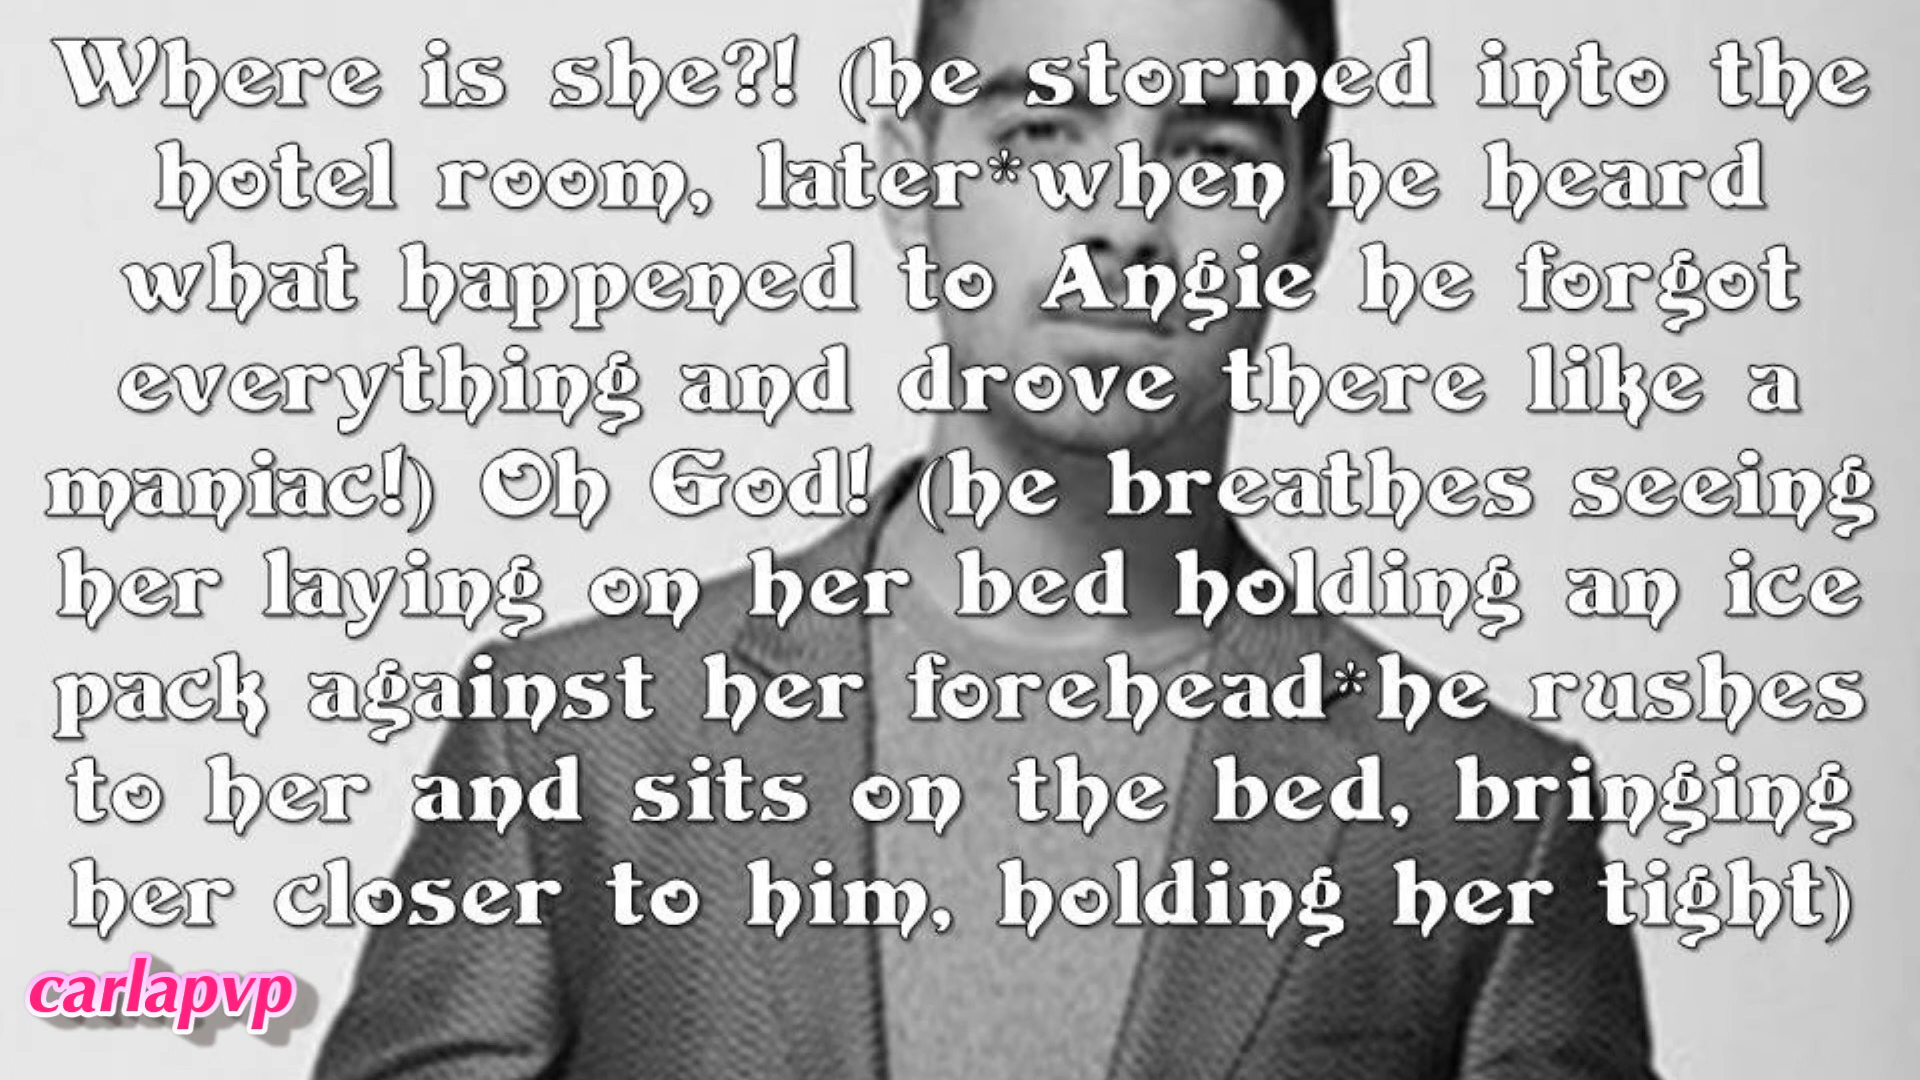 Where is she?! (he stormed into the
hotel room, later*when he heard
what happened to Angie he forgot
everything and drove there like a
maniac!) Oh God! (he breathes seeing
her laying on her bed holding an ice
pack against her forehead*he rushes
to her and sits on the bed, bringing
her closer to him, holding her tight)
carlapvp